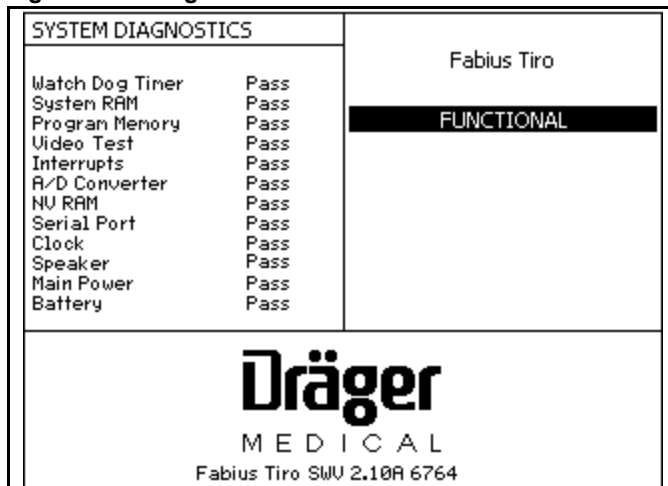 SYSTEM DIAGNOSTICS
Watch Dog Timer Pass
System RAM Pass
Program Memory Pass
Video Test Pass
Interrupts Pass
A/D Converter Pass
NV RAM Pass
Serial Port Pass
Clock Pass
Speaker Pass
Main Power Pass
Battery Pass
Fabius Tiro
FUNCTIONAL
Dräger
MEDICAL
Fabius Tiro SWV 2.10A 6764